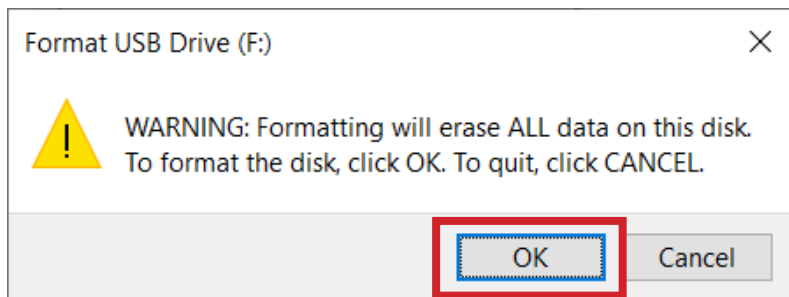 Format USB Drive (F:)
WARNING: Formatting will erase ALL data on this disk.
To format the disk, click OK. To quit, click CANCEL.
OK
Cancel